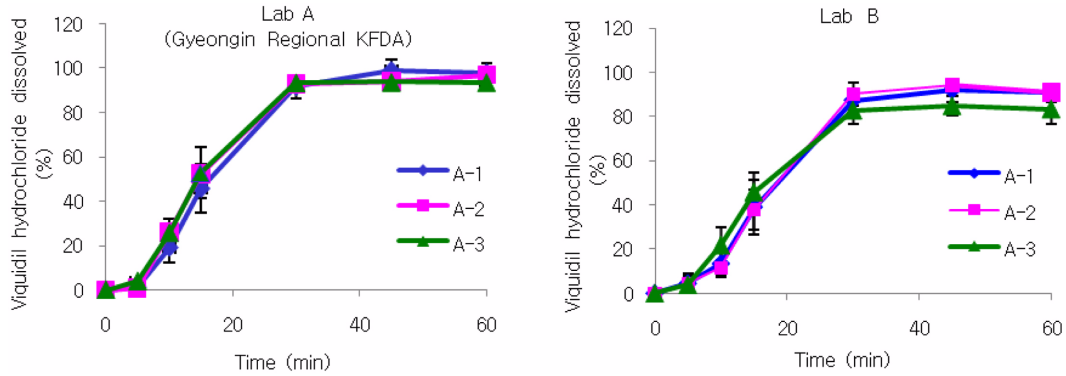 Lab A
(Gyeongin Regional KFDA)
Viquidil hydrochloride dissolved
(%)
120
100
80
60
40
20
0
A-1
A-2
A-3
0
20
40
60
Time (min)
Lab B
Viquidil hydrochloride dissolved
(%)
120
100
80
60
40
20
0
A-1
A-2
A-3
0
20
40
60
Time (min)